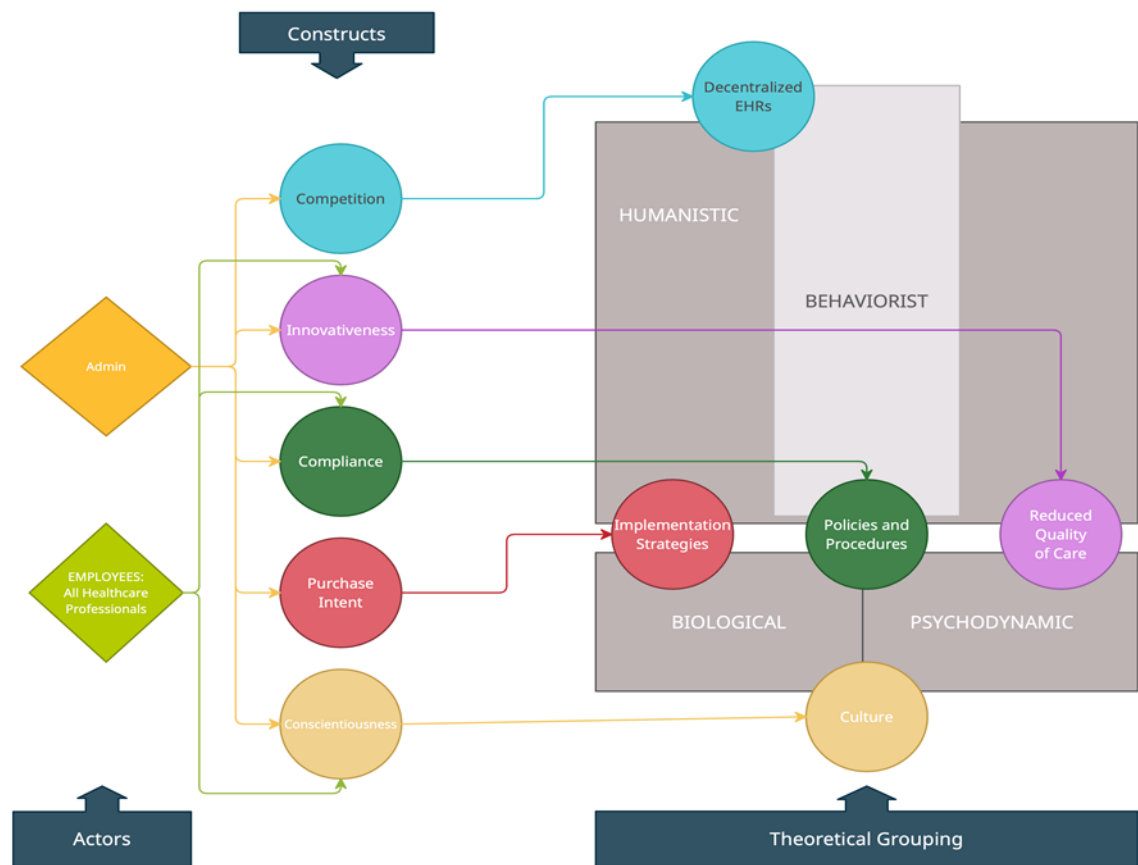 Constructs
Decentralized
EHRs
Competition
HUMANISTIC
BEHAVIORIST
Innovativeness
Admin
Compliance
Implementation
Strategies
Policies and
Procedures
Reduced
Quality
of Care
EMPLOYEES:
All Healthcare
Professionals
Purchase
Intent
BIOLOGICAL
PSYCHODYNAMIC
Conscientiousness
Culture
Actors
Theoretical Grouping